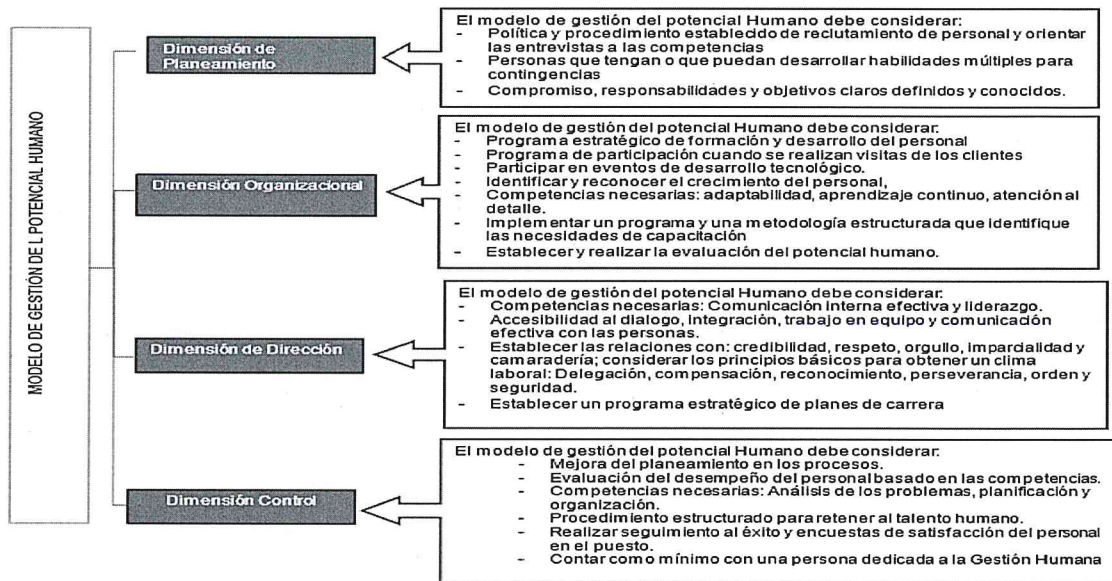 MODELO DE GESTIÓN DE L POTENCIAL HUMANO
Dimensión de
Planeamiento
El modelo de gestión del potencial Humano debe considerar:
- Política y procedimiento establecido de reclutamiento de personal y orientar
las entrevistas a las competencias
- Personas que tengan o que puedan desarrollar habilidades múltiples para
contingencias
- Compromiso, responsabilidades y objetivos claros definidos y conocidos.
Dimensión Organizacional
El modelo de gestión del potencial Humano debe considerar:
- Programa estratégico de formación y desarrollo del personal
- Programa de participación cuando se realizan visitas de los clientes
- Participar en eventos de desarrollo tecnológico.
- Identificar y reconocer el crecimiento del personal,
- Competencias necesarias: adaptabilidad, aprendizaje continuo, atención al
detalle.
- Implementar un programa y una metodología estructurada que identifique
las necesidades de capacitación
- Establecer y realizar la evaluación del potencial humano.
Dimensión de Dirección
El modelo de gestión del potencial Humano debe considerar:
- Competencias necesarias: Comunicación interna efectiva y liderazgo.
- Accesibilidad al dialogo, integración, trabajo en equipo y comunicación
efectiva con las personas.
- Establecer las relaciones con: credibilidad, respeto, orgullo, imparcialidad y
camaradería; considerar los principios básicos para obtener un clima
laboral: Delegación, compensación, reconocimiento, perseverancia, orden y
seguridad.
- Establecer un programa estratégico de planes de carrera
Dimensión Control
El modelo de gestión del potencial Humano debe considerar:
- Mejora del planeamiento en los procesos.
- Evaluación del desempeño del personal basado en las competencias.
- Competencias necesarias: Análisis de los problemas, planificación y
organización.
- Procedimiento estructurado para retener al talento humano.
- Realizar seguimiento al éxito y encuestas de satisfacción del personal
en el puesto.
- Contar como mínimo con una persona dedicada a la Gestión Humana